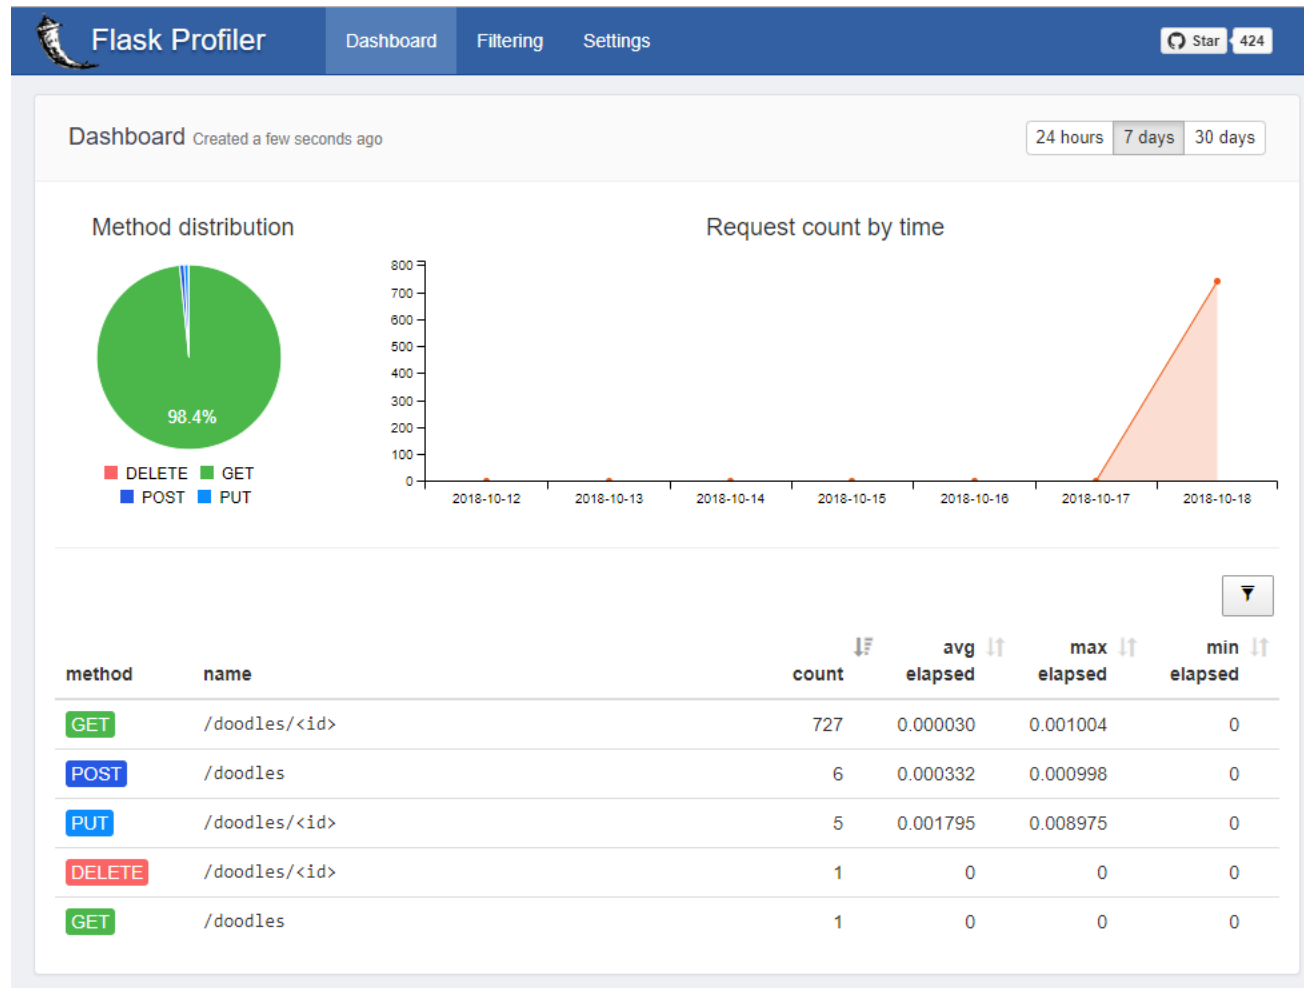 Flask Profiler Dashboard Filtering Settings Star 424
Dashboard Created a few seconds ago 24 hours 7 days 30 days
Method distribution
98.4%
DELETE GET
POST PUT
Request count by time
800
700
600
500
400
300
200
100
0
2018-10-12 2018-10-13 2018-10-14 2018-10-15 2018-10-16 2018-10-17 2018-10-18
method name count avg elapsed max elapsed min elapsed
GET /doodles/<id> 727 0.000030 0.001004 0
POST /doodles 6 0.000332 0.000998 0
PUT /doodles/<id> 5 0.001795 0.008975 0
DELETE /doodles/<id> 1 0 0 0
GET /doodles 1 0 0 0